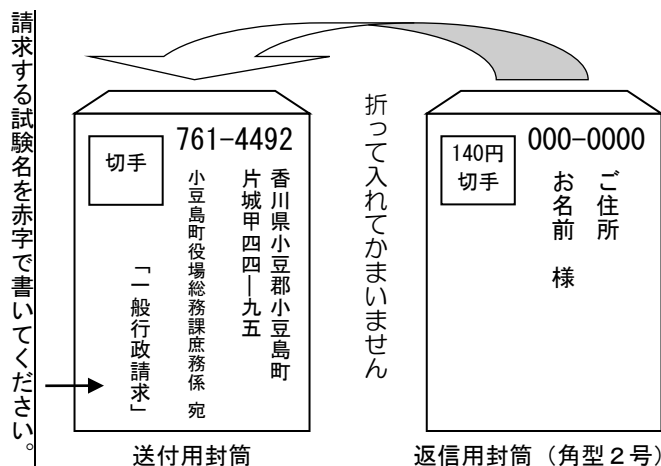 請求する試験名を赤字で書いてください。
切手
761-4492
香川県小豆郡小豆島町
片城甲四四―九五
小豆島町役場総務課庶務係 宛
「一般行政請求」
送付用封筒
折って入れてかまいません
140円
切手
000-0000
ご住所
お名前 様
返信用封筒（角型２号）